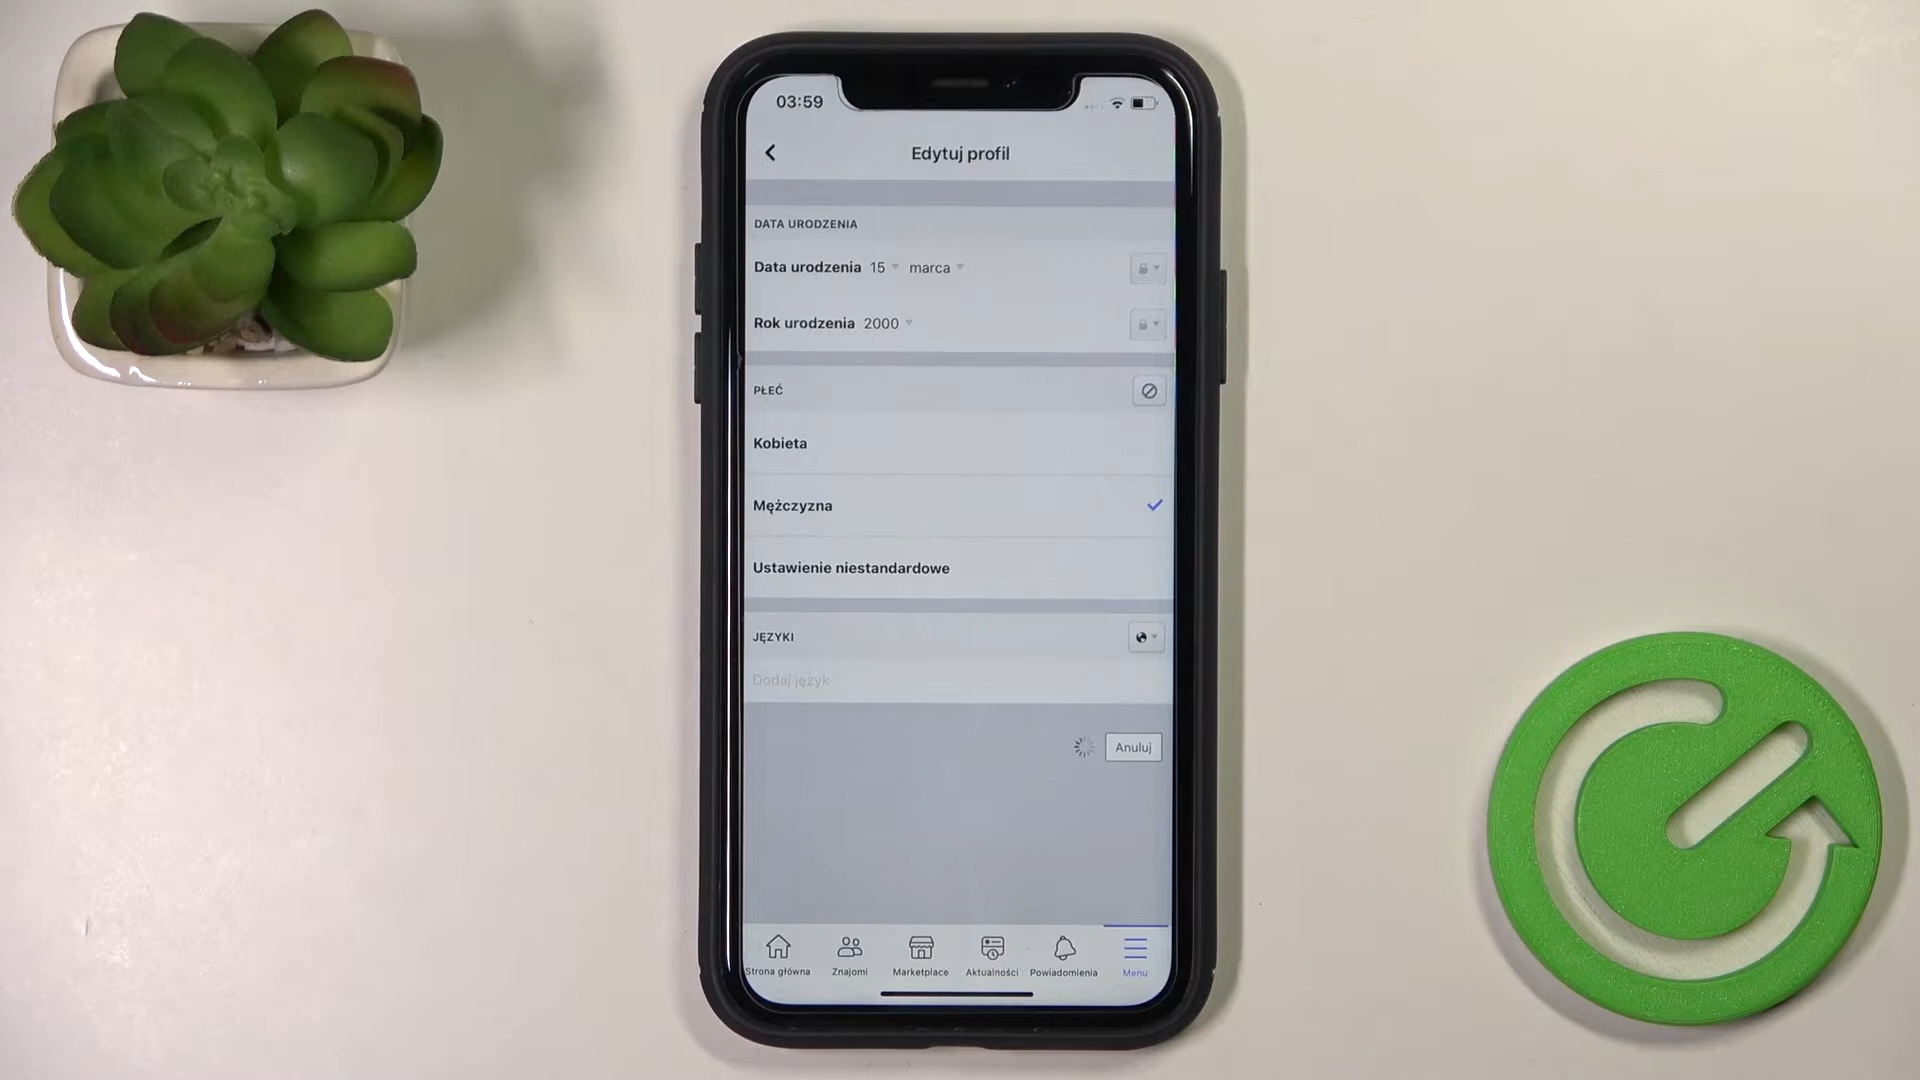 03:59
Edytuj profil
DATA URODZENIA
Data urodzenia 15 marca
Rok urodzenia 2000
PŁEĆ
Kobieta
Mężczyzna
Ustawienie niestandardowe
JĘZYKI
Dodaj język
Anuluj
Strona główna Znajomi Marketplace Aktualności Powiadomienia Menu